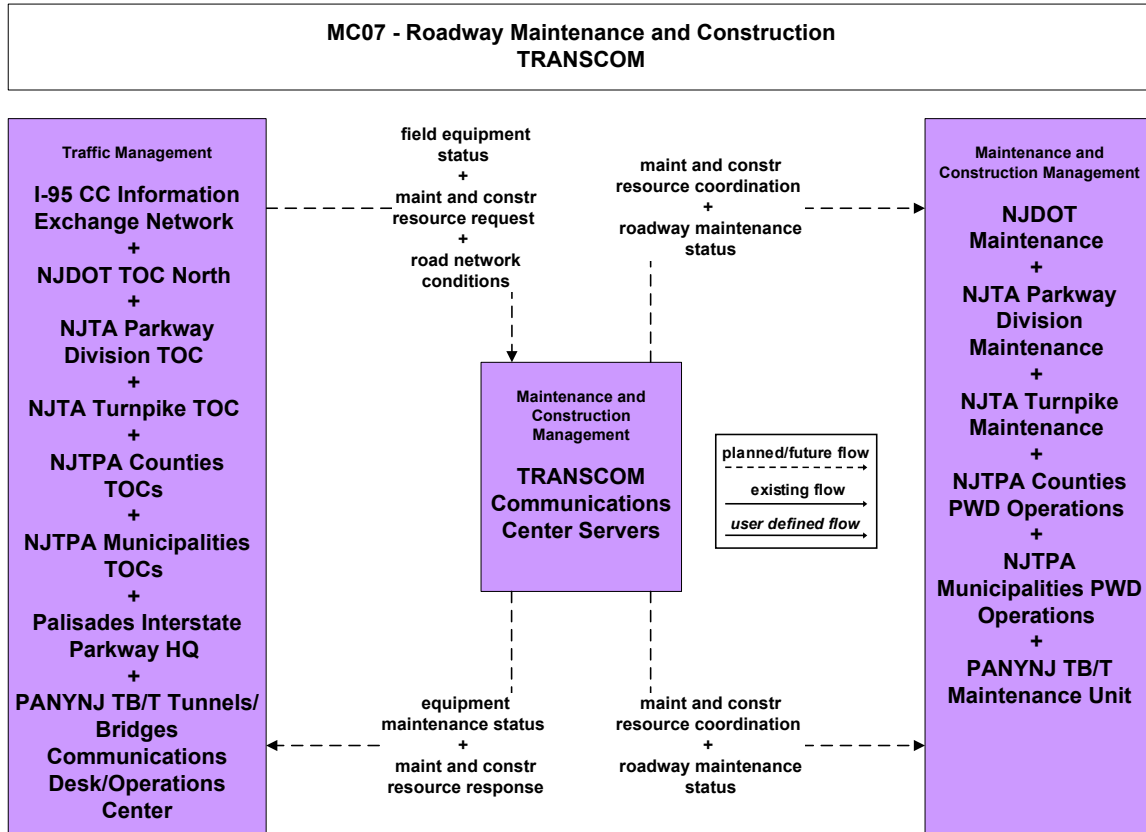 MC07 - Roadway Maintenance and Construction
TRANSCOM
Traffic Management
I-95 CC Information
Exchange Network
+
NJDOT TOC North
+
NJTA Parkway
Division TOC
+
NJTA Turnpike TOC
+
NJTPA Counties
TOCs
+
NJTPA Municipalities
TOCs
+
Palisades Interstate
Parkway HQ
+
PANYNJ TB/T Tunnels/
Bridges
Communications
Desk/Operations
Center
field equipment
status
+
maint and constr
resource request
+
road network
conditions
maint and constr
resource coordination
+
roadway maintenance
status
Maintenance and
Construction
Management
TRANSCOM
Communications
Center Servers
planned/future flow
existing flow
user defined flow
equipment
maintenance status
+
maint and constr
resource response
maint and constr
resource coordination
+
roadway maintenance
status
Maintenance and
Construction Management
NJDOT
Maintenance
+
NJTA Parkway
Division
Maintenance
+
NJTA Turnpike
Maintenance
+
NJTPA Counties
PWD Operations
+
NJTPA
Municipalities PWD
Operations
+
PANYNJ TB/T
Maintenance Unit